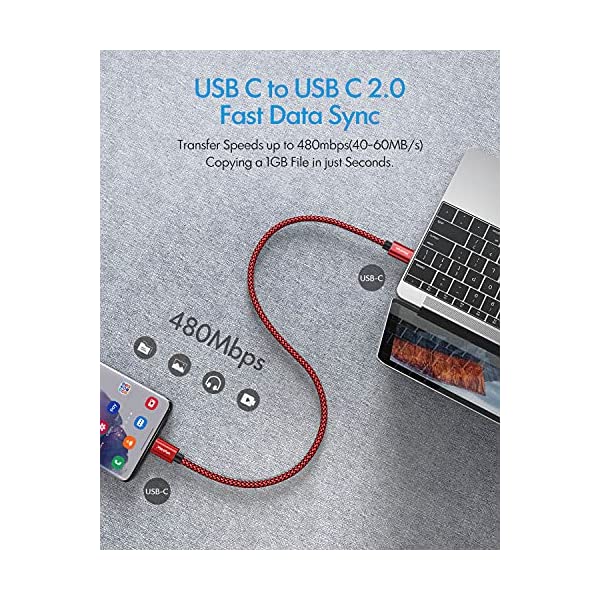 USB C to USB C 2.0
Fast Data Sync
Transfer Speeds up to 480mbps(40-60MB/s)
Copying a 1GB File in just Seconds.
USB-C
480Mbps
USB-C